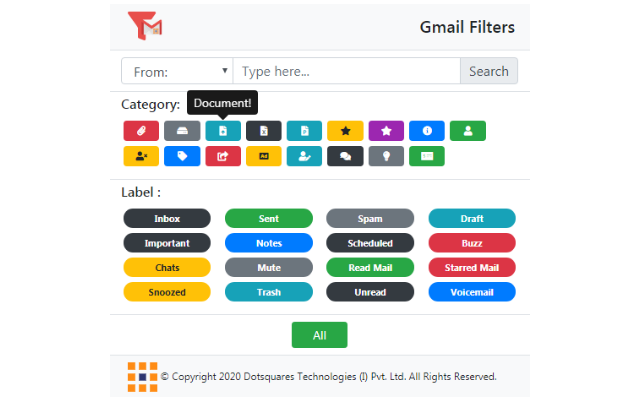 Gmail Filters
From:
Type here...
Search
Category:
Document!
Ad
Label :
Inbox
Sent
Spam
Draft
Important
Notes
Scheduled
Buzz
Chats
Mute
Read Mail
Starred Mail
Snoozed
Trash
Unread
Voicemail
All
© Copyright 2020 Dotsquares Technologies (I) Pvt. Ltd. All Rights Reserved.